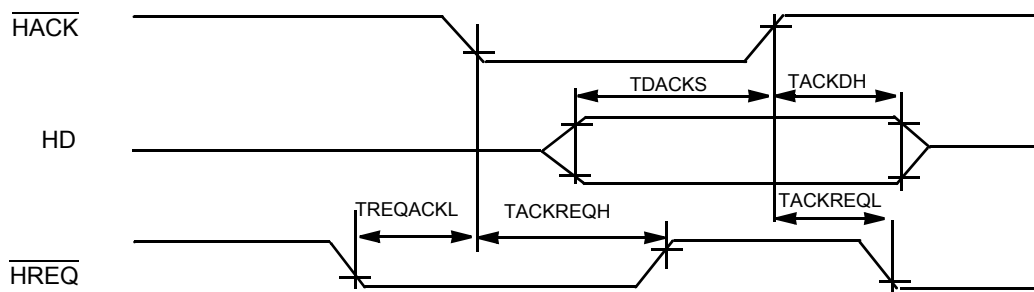 HACK
TDACKS
TACKDH
HD
TREQACKL
TACKREQH
TACKREQL
HREQ